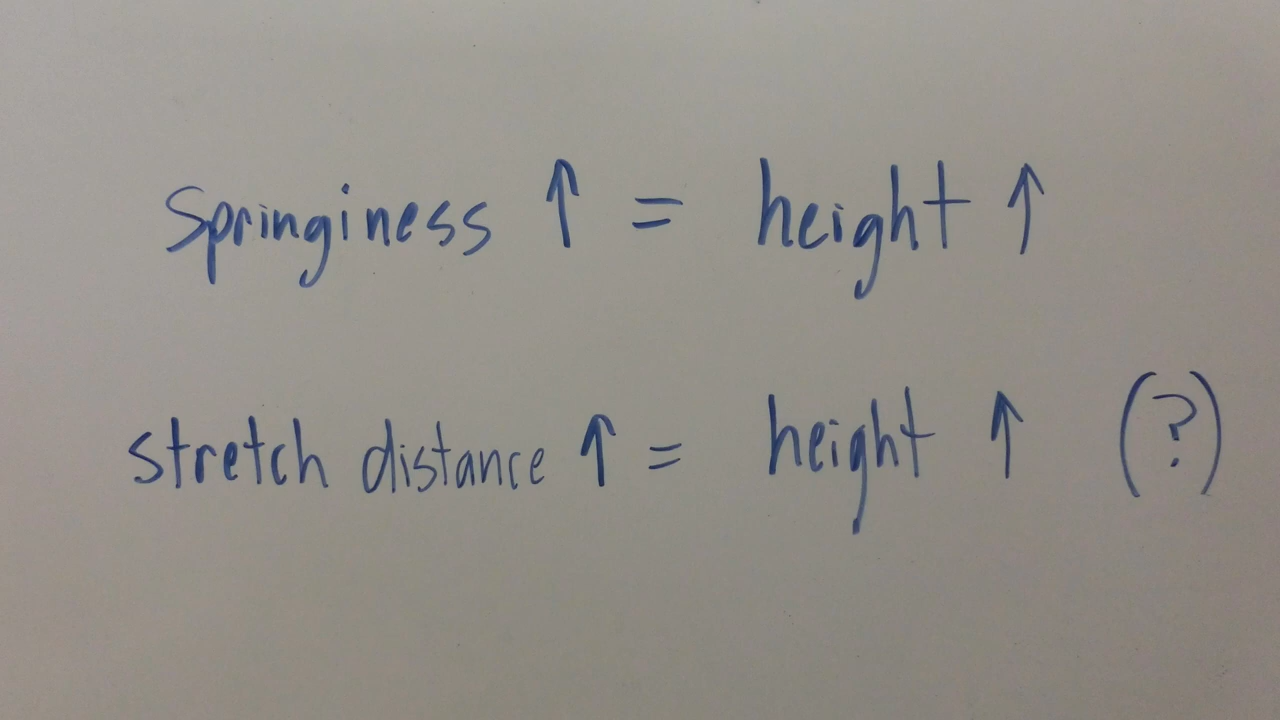 Springiness ↑ = height ↑
stretch distance ↑ = height ↑ (?)